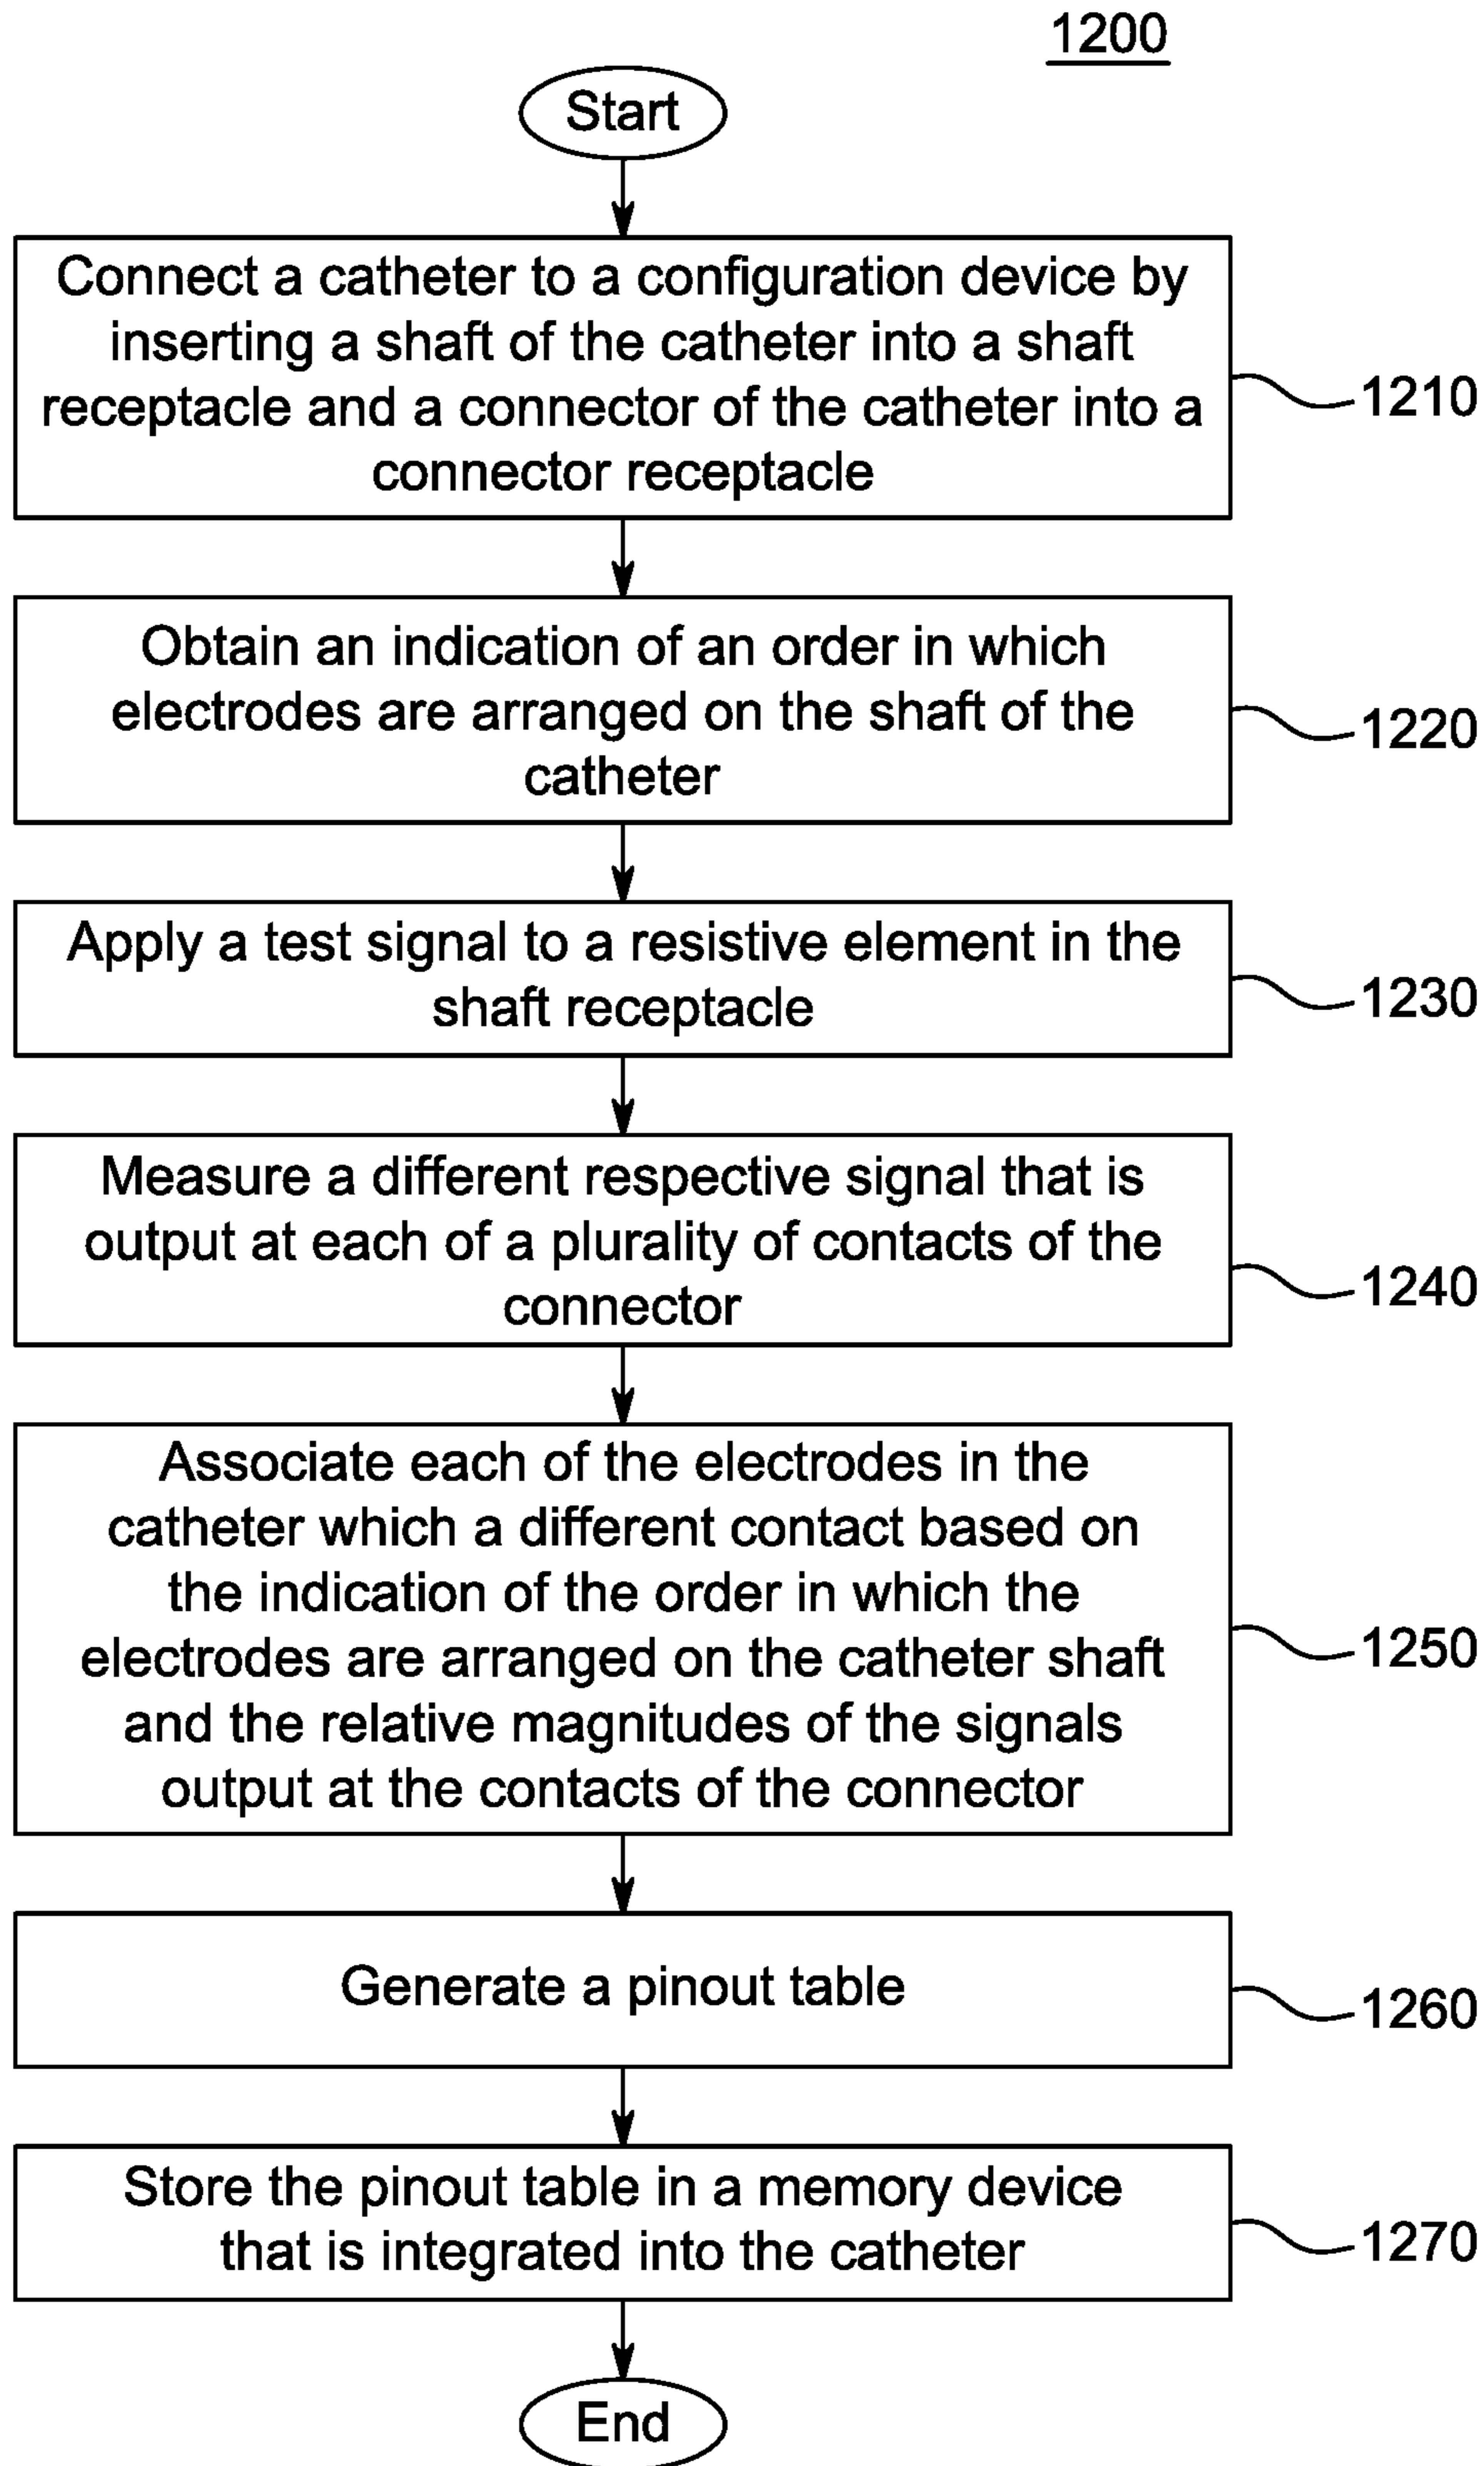 1200
Start
Connect a catheter to a configuration device by
inserting a shaft of the catheter into a shaft
receptacle and a connector of the catheter into a
connector receptacle
1210
Obtain an indication of an order in which
electrodes are arranged on the shaft of the
catheter
1220
Apply a test signal to a resistive element in the
shaft receptacle
1230
Measure a different respective signal that is
output at each of a plurality of contacts of the
connector
1240
Associate each of the electrodes in the
catheter which a different contact based on
the indication of the order in which the
electrodes are arranged on the catheter shaft
and the relative magnitudes of the signals
output at the contacts of the connector
1250
Generate a pinout table
1260
Store the pinout table in a memory device
that is integrated into the catheter
1270
End